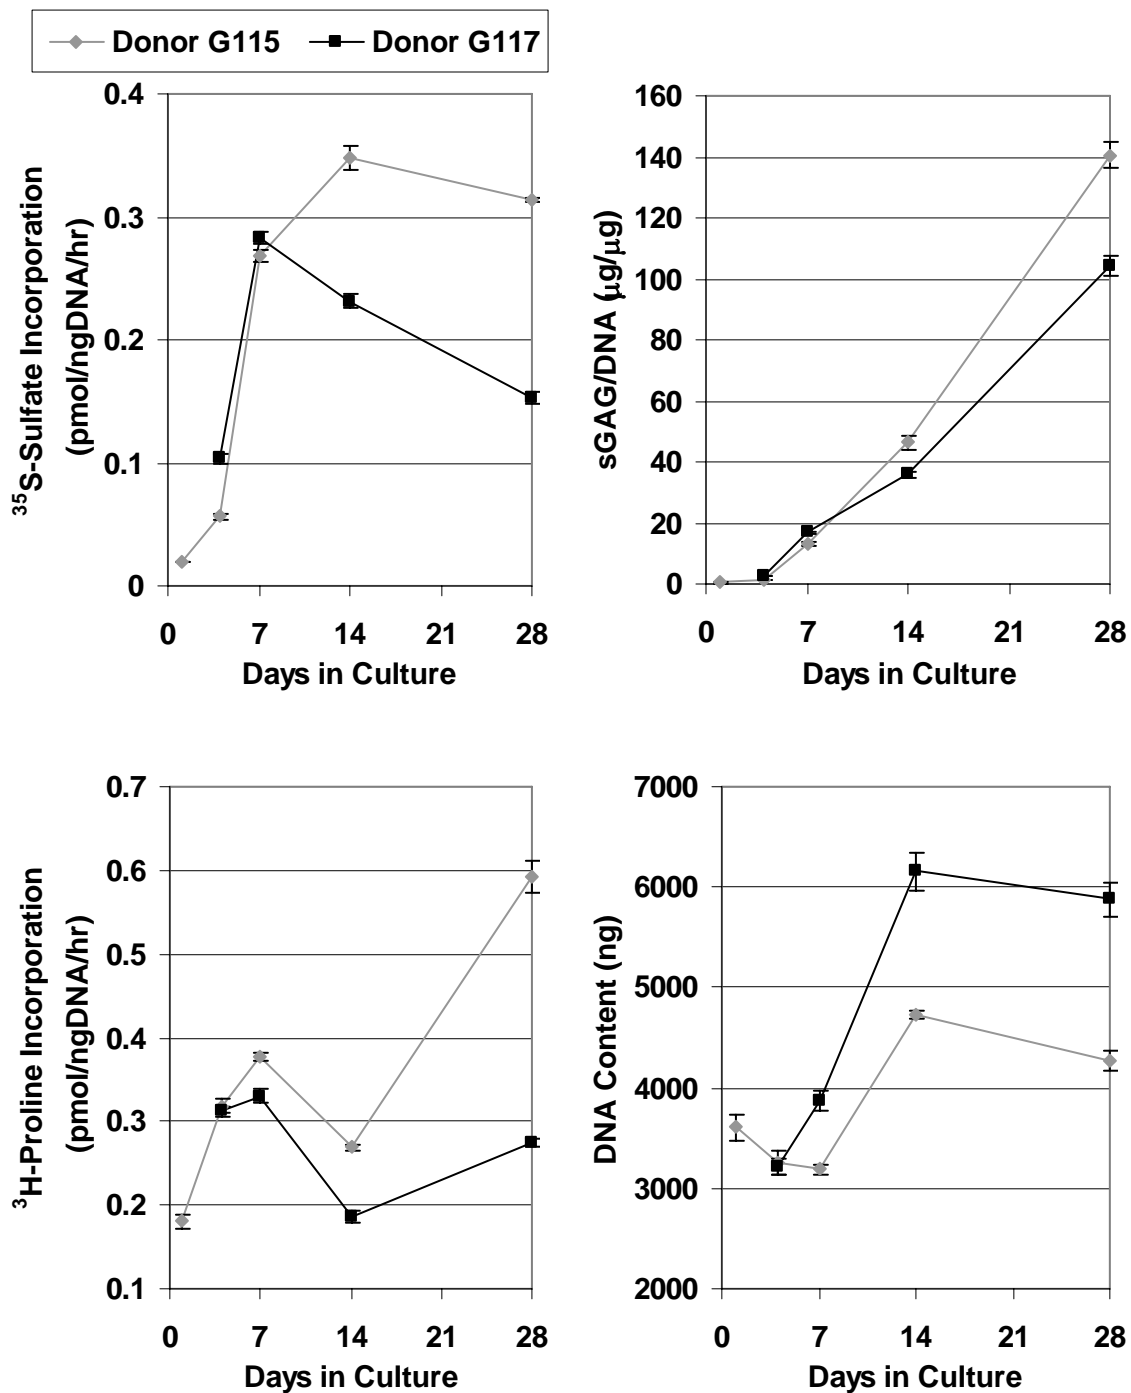 Donor G115 Donor G117
³⁵S-Sulfate Incorporation
(pmol/ngDNA/hr)
0.4
0.3
0.2
0.1
0
0 7 14 21 28
Days in Culture
sGAG/DNA (μg/μg)
160
140
120
100
80
60
40
20
0
0 7 14 21 28
Days in Culture
³H-Proline Incorporation
(pmol/ngDNA/hr)
0.7
0.6
0.5
0.4
0.3
0.2
0.1
0 7 14 21 28
Days in Culture
DNA Content (ng)
7000
6000
5000
4000
3000
2000
0 7 14 21 28
Days in Culture